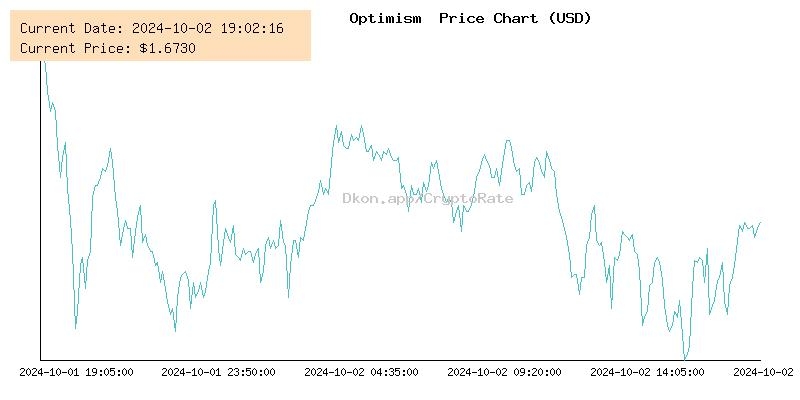 Optimism  Price Chart (USD)
Current Date: 2024-10-02 19:02:16
Current Price: $1.6730
Dkon.app/CryptoRate
2024-10-01 19:05:00 2024-10-01 23:50:00 2024-10-02 04:35:00 2024-10-02 09:20:00 2024-10-02 14:05:00 2024-10-02